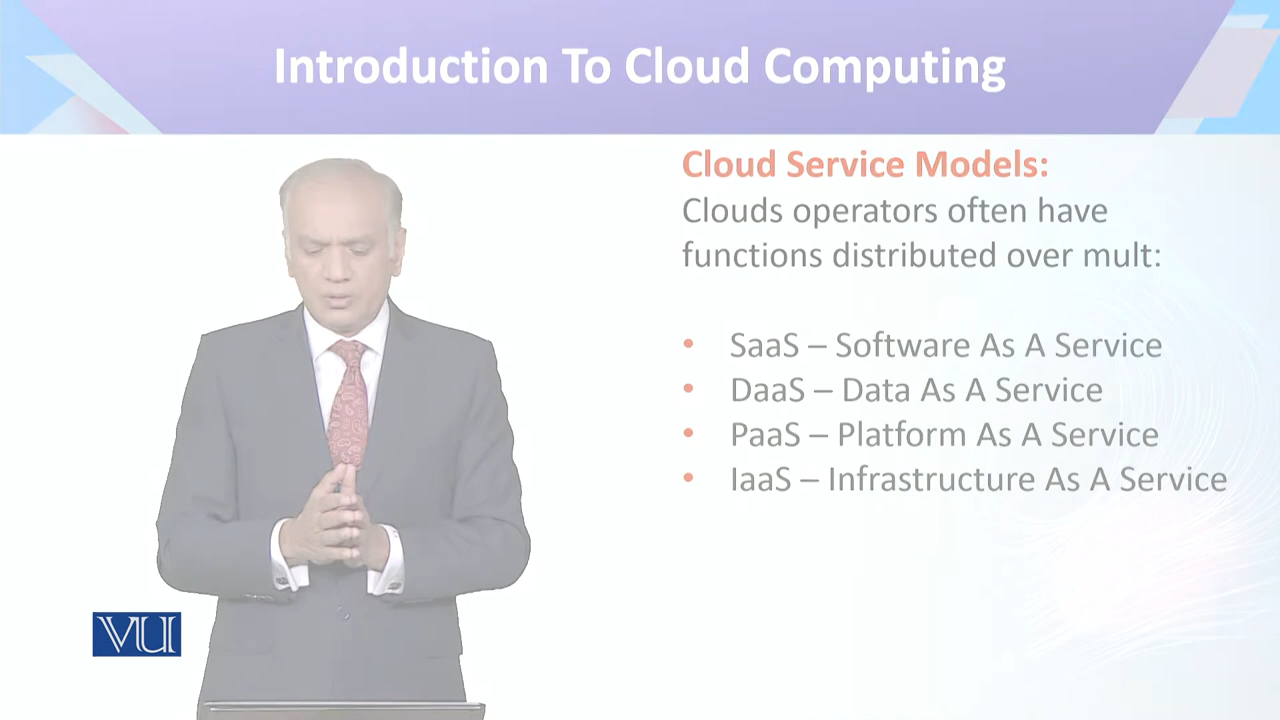 Introduction To Cloud Computing
Cloud Service Models:
Clouds operators often have
functions distributed over mult:
• SaaS – Software As A Service
• DaaS – Data As A Service
• PaaS – Platform As A Service
• IaaS – Infrastructure As A Service
VU